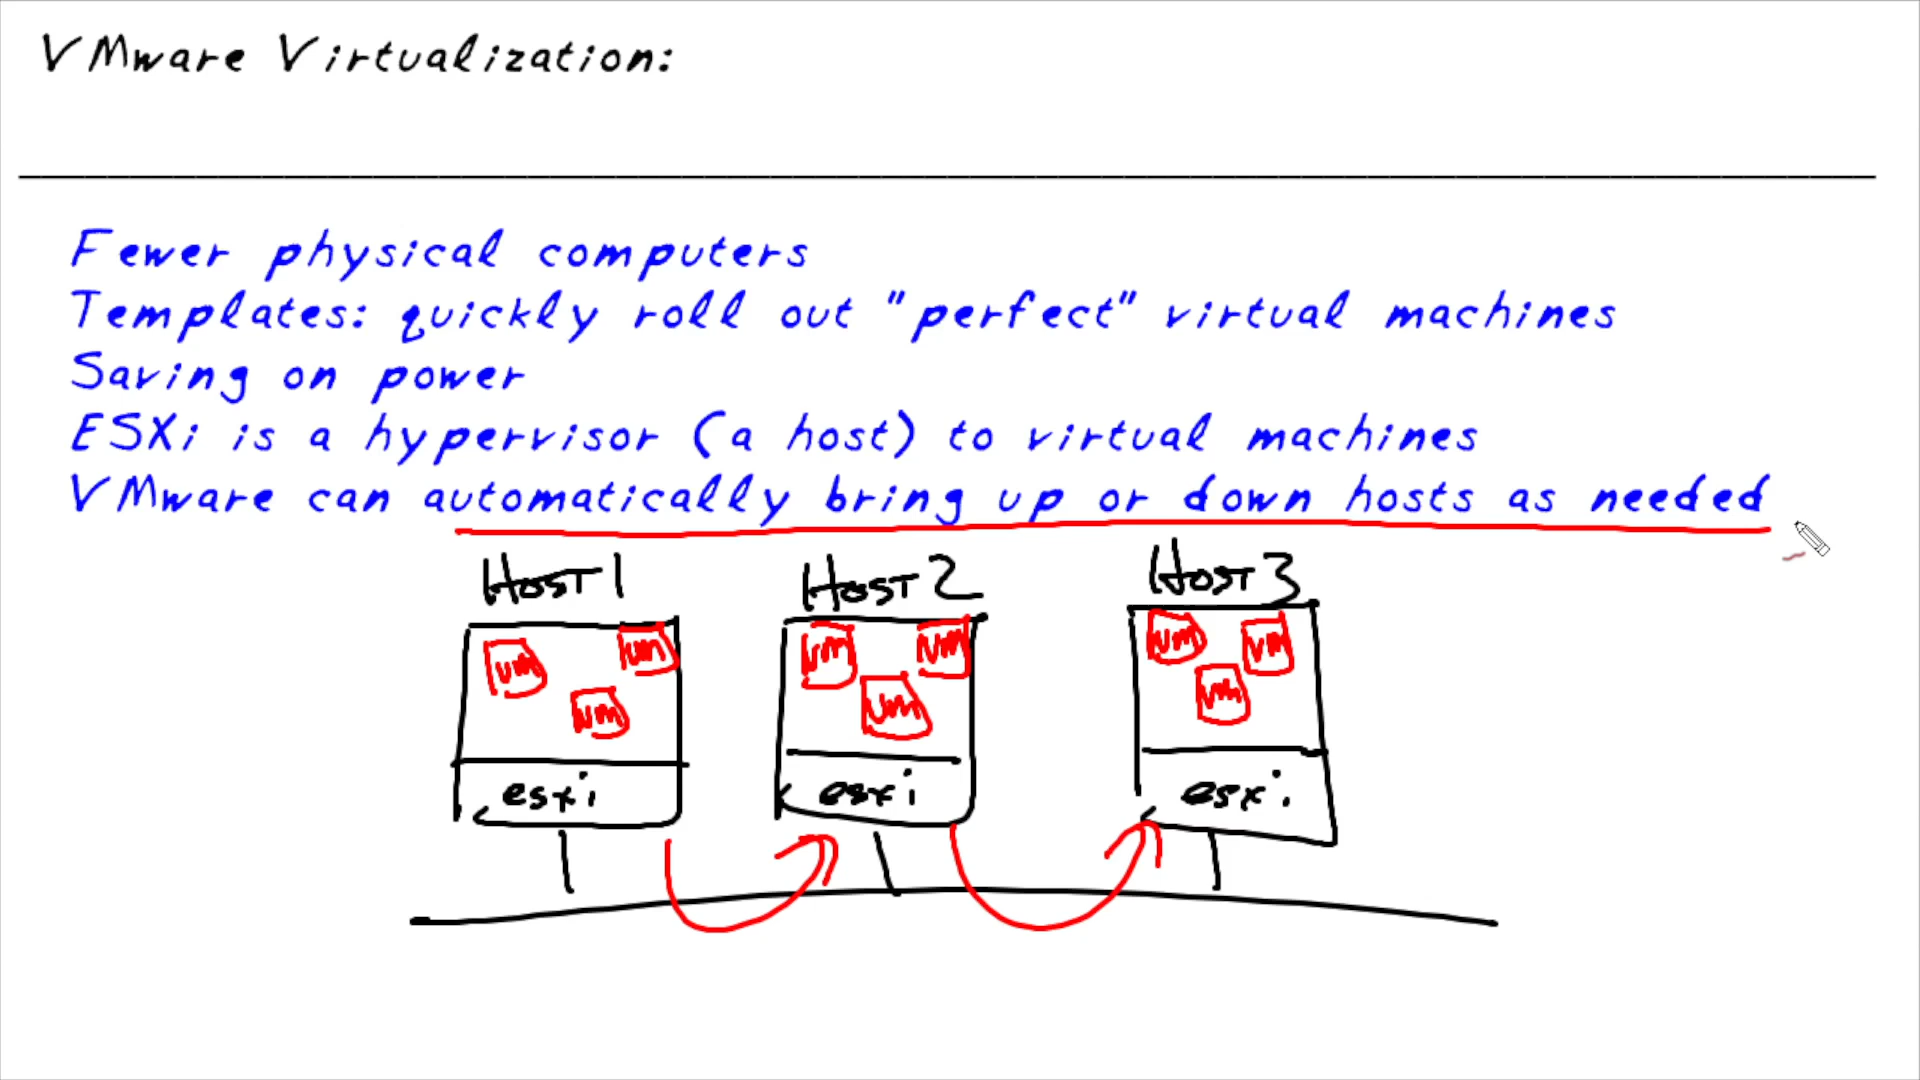 VMware Virtualization:
Fewer physical computers
Templates: quickly roll out "perfect" virtual machines
Saving on power
ESXi is a hypervisor (a host) to virtual machines
VMware can automatically bring up or down hosts as needed
Host 1 Host 2 Host 3
vm vm vm vm vm vm
vm vm vm
esxi esxi esxi